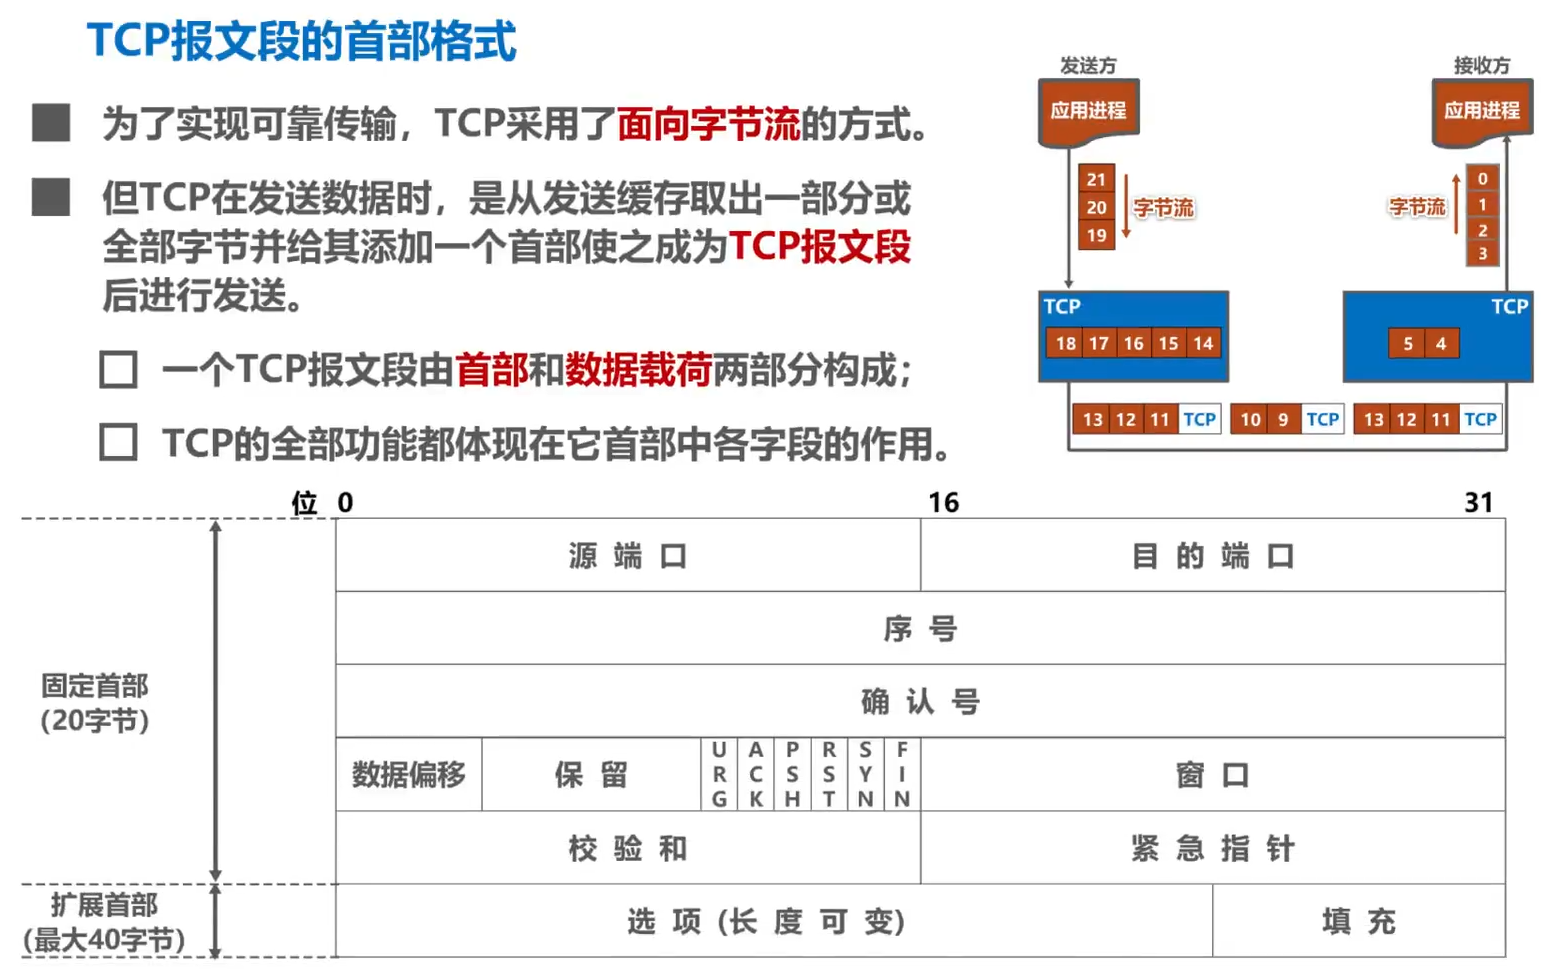 TCP报文段的首部格式
为了实现可靠传输，TCP采用了面向字节流的方式。
但TCP在发送数据时，是从发送缓存取出一部分或
全部字节并给其添加一个首部使之成为TCP报文段
后进行发送。
一个TCP报文段由首部和数据载荷两部分构成；
TCP的全部功能都体现在它首部中各字段的作用。
发送方
接收方
应用进程
应用进程
21
20
19
字节流
字节流
0
1
2
3
TCP
18 17 16 15 14
TCP
5 4
13 12 11 TCP
10 9 TCP
13 12 11 TCP
位 0 16 31
源端口 目的端口
序号
确认号
数据偏移 保留 URG ACK PSH RST SYN FIN 窗口
校验和 紧急指针
选项(长度可变) 填充
固定首部
(20字节)
扩展首部
(最大40字节)